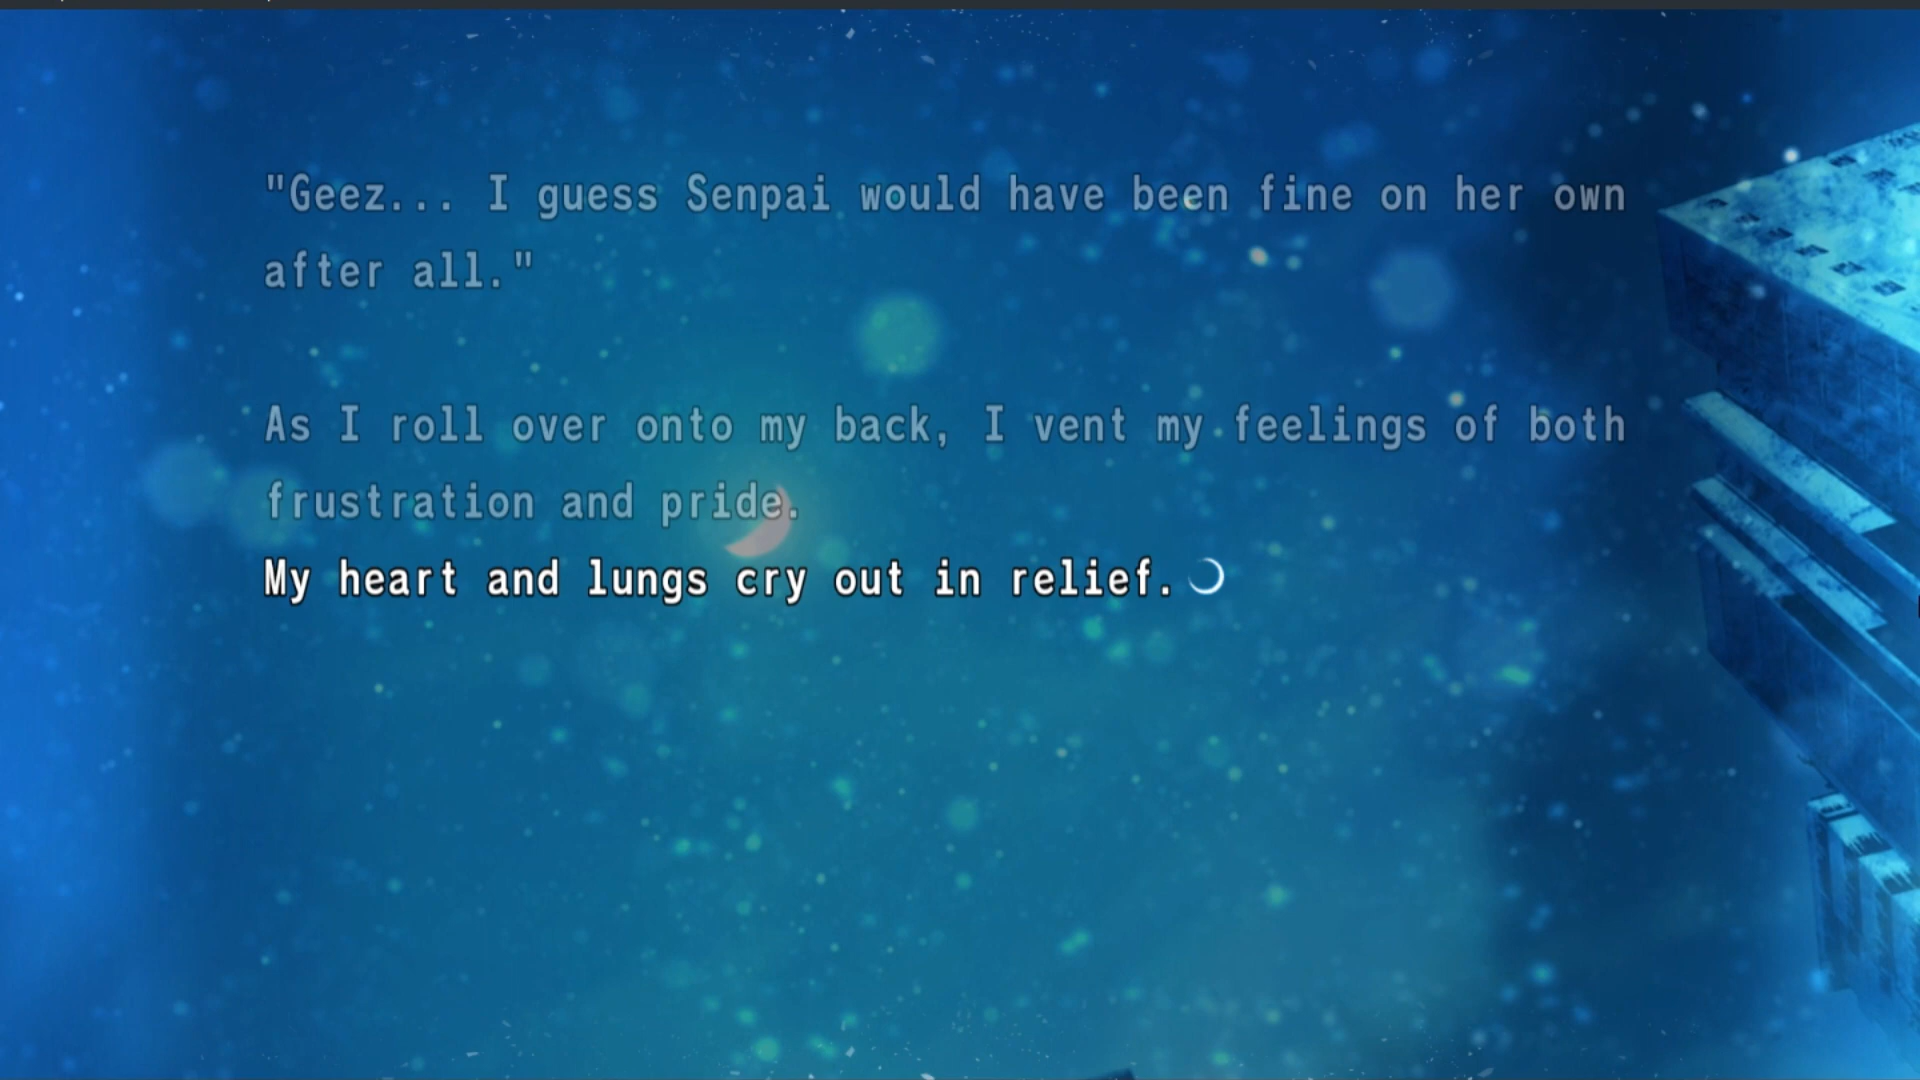 "Geez... I guess Senpai would have been fine on her own
after all."
As I roll over onto my back, I vent my feelings of both
frustration and pride.
My heart and lungs cry out in relief.